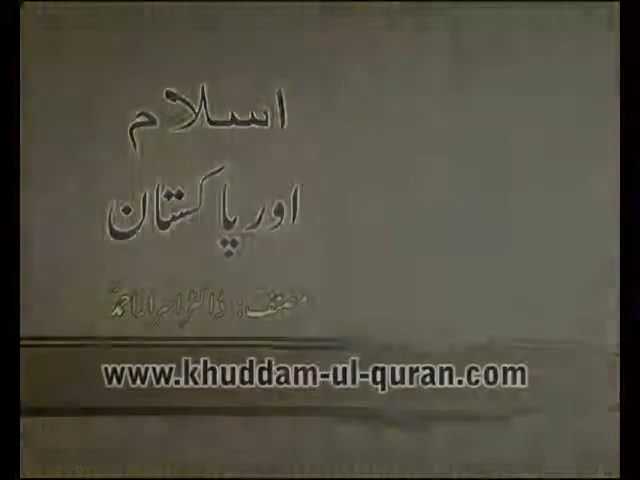 اسلام
اور پاکستان
مصنف: ڈاکٹر اسرار احمدؒ
www.khuddam-ul-quran.com